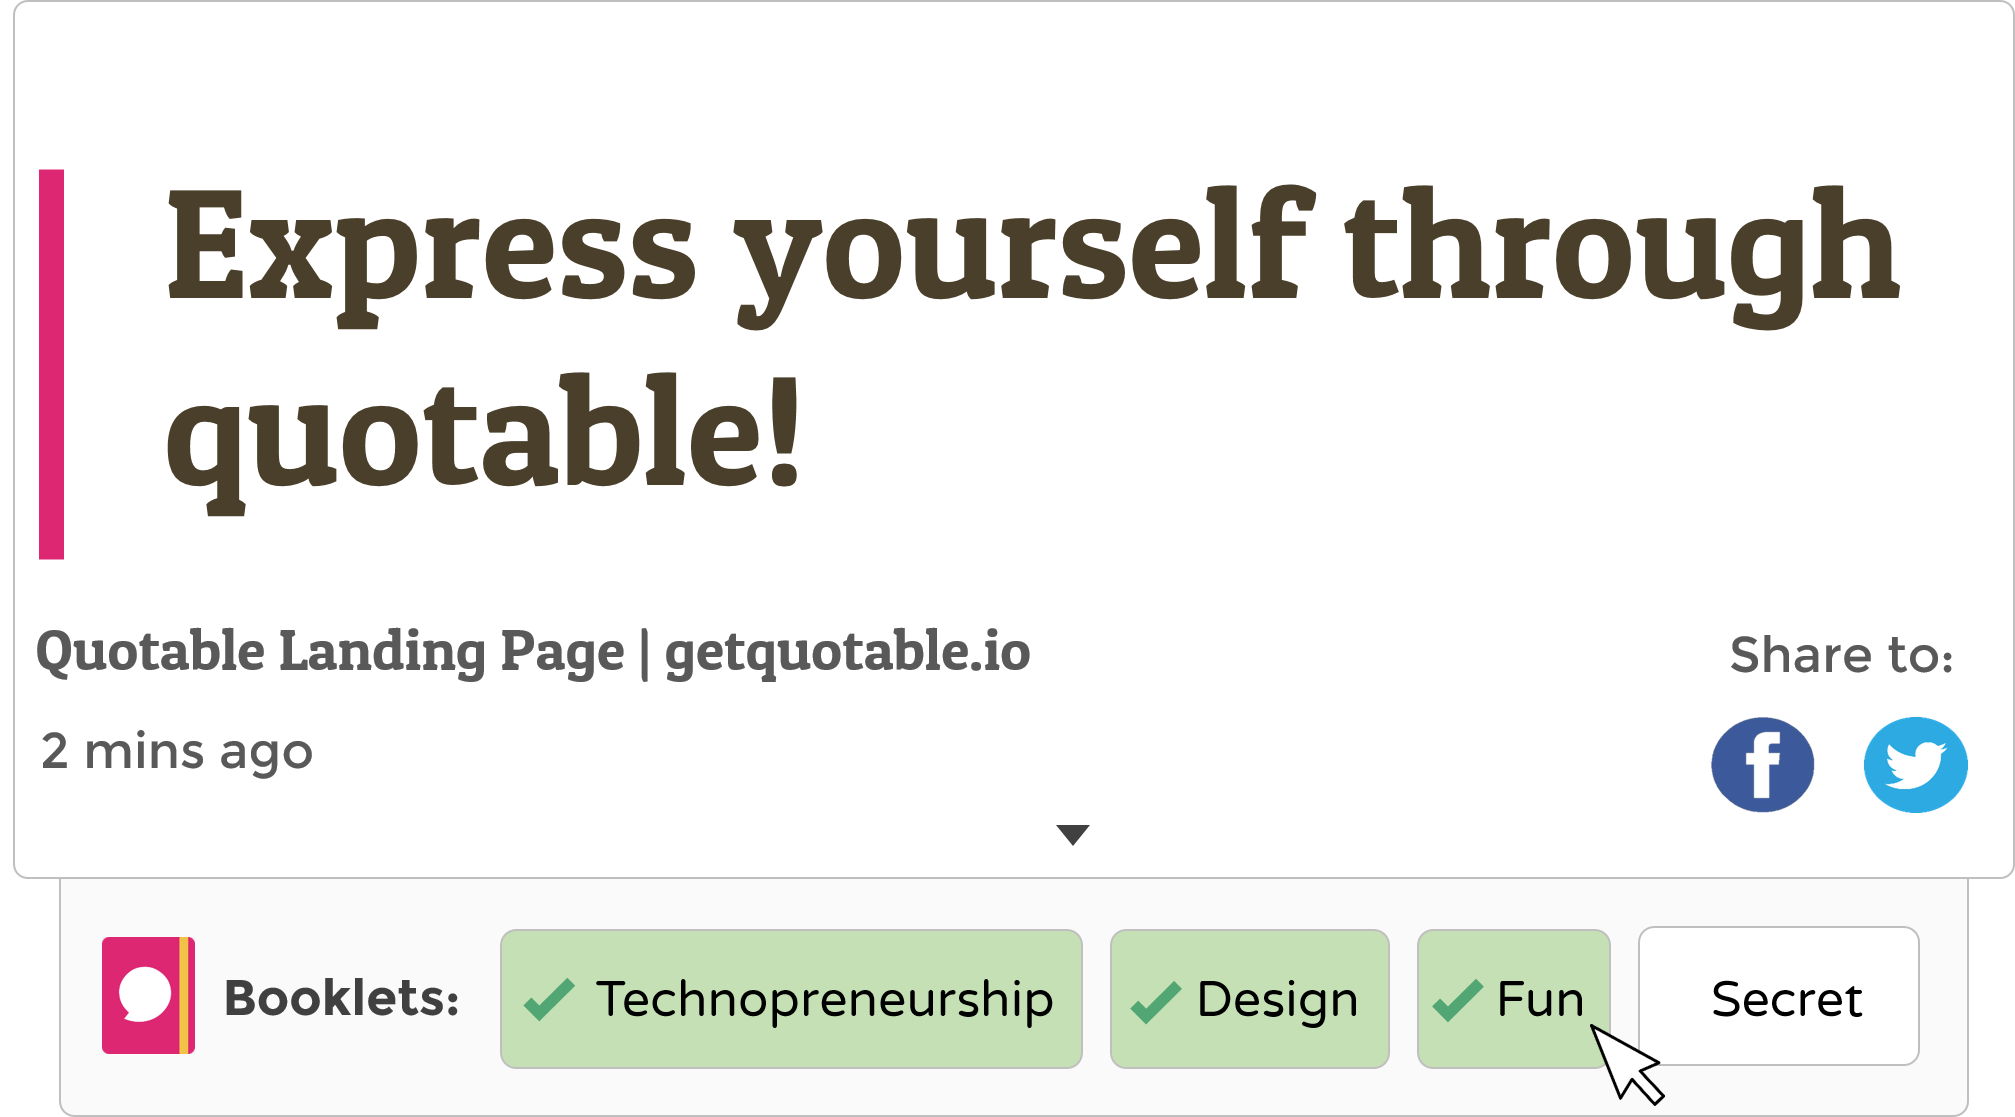 Express yourself through
quotable!
Quotable Landing Page | getquotable.io
Share to:
2 mins ago
Booklets:
Technopreneurship
Design
Fun
Secret